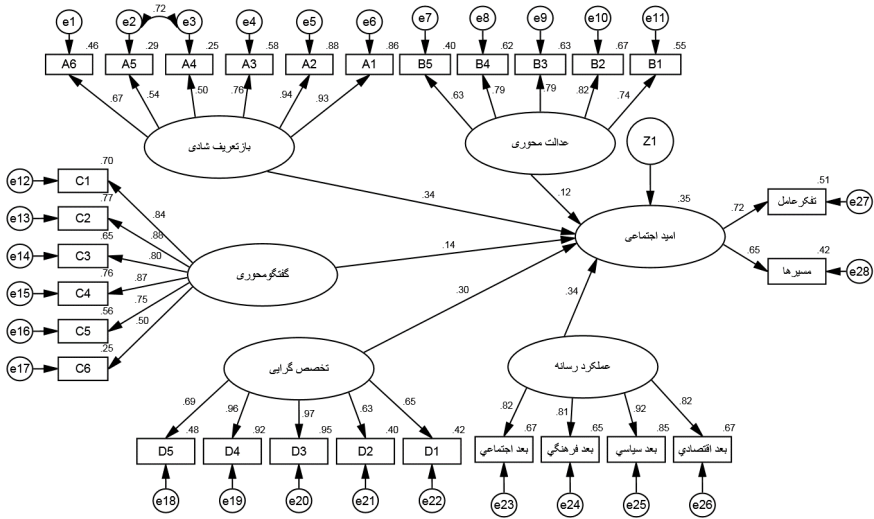 .72
e1 e2 e3 e4 e5 e6 e7 e8 e9 e10 e11
.46 .29 .25 .58 .88 .86 .40 .62 .63 .67 .55
A6 A5 A4 A3 A2 A1 B5 B4 B3 B2 B1
.67 .54 .50 .76 .94 .93 .63 .79 .79 .82 .74
بازتعریف شادی
عدالت محوری
Z1
.70
e12 C1
.84
.34
.12
.35
.51
تفکرعامل
e27
.72
.77
e13 C2
.88
امید اجتماعی
.65
e14 C3
.80
.14
.65
.42
مسیرها
e28
.76
e15 C4
.87
گفتگومحوری
.56
e16 C5
.75
.30
.34
.25
e17 C6
.50
تخصص گرایی
عملکرد رسانه
.69 .96 .97 .63 .65
.82 .81 .92 .82
.48 .92 .95 .40 .42
.67 .65 .85 .67
D5 D4 D3 D2 D1
بعد اجتماعي
بعد فرهنگي
بعد سياسي
بعد اقتصادي
e18 e19 e20 e21 e22
e23 e24 e25 e26